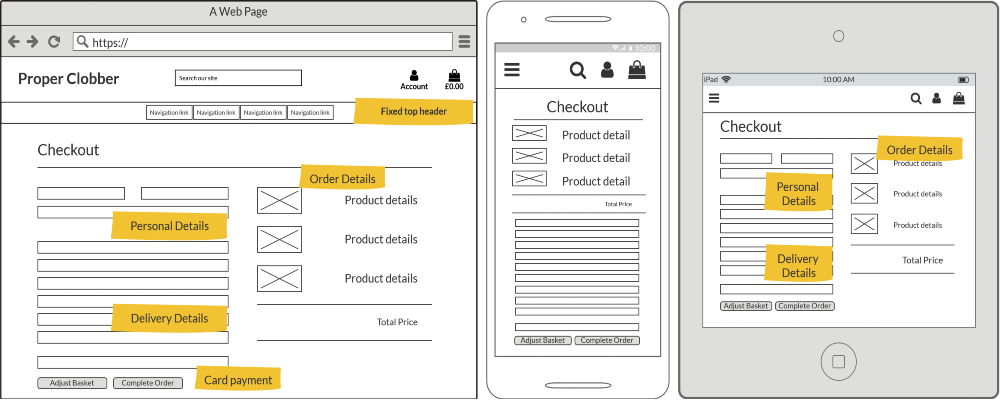 A Web Page
https://
Proper Clobber
Search our site
Account
£0.00
Navigation link Navigation link Navigation link Navigation link
Fixed top header
Checkout
Order Details
Product details
Personal Details
Product details
Product details
Delivery Details
Total Price
Card payment
Adjust Basket Complete Order
10:00
Checkout
Product detail
Product detail
Product detail
Total Price
Adjust Basket Complete Order
iPad 10:00 AM
Checkout
Order Details
Product details
Personal
Details
Product details
Product details
Delivery
Details
Total Price
Adjust Basket Complete Order